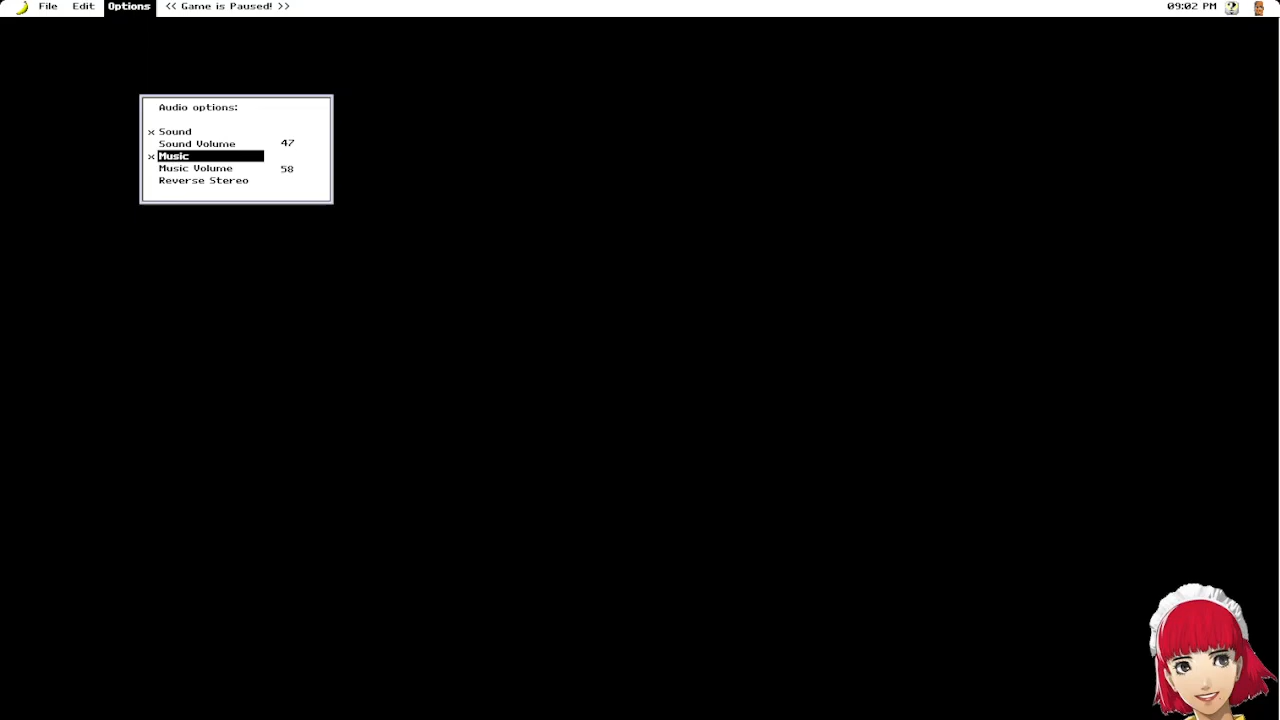 File Edit Options << Game is Paused! >> 09:02 PM ?
Audio options:
x Sound
Sound Volume 47
x Music
Music Volume 58
Reverse Stereo